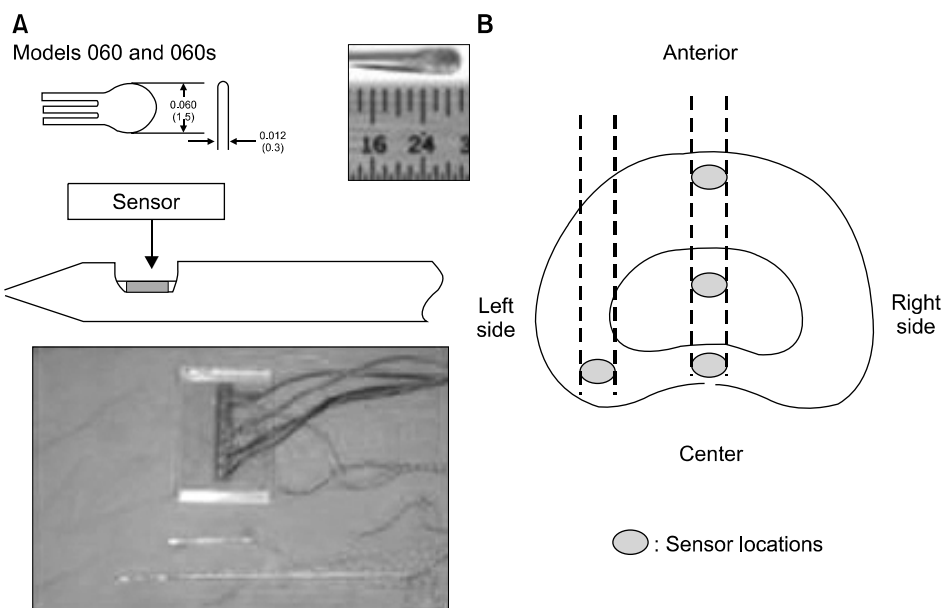 A
Models 060 and 060s
0.060
(1.5)
0.012
(0.3)
16 24
Sensor
B
Anterior
Left
side
Right
side
Center
: Sensor locations